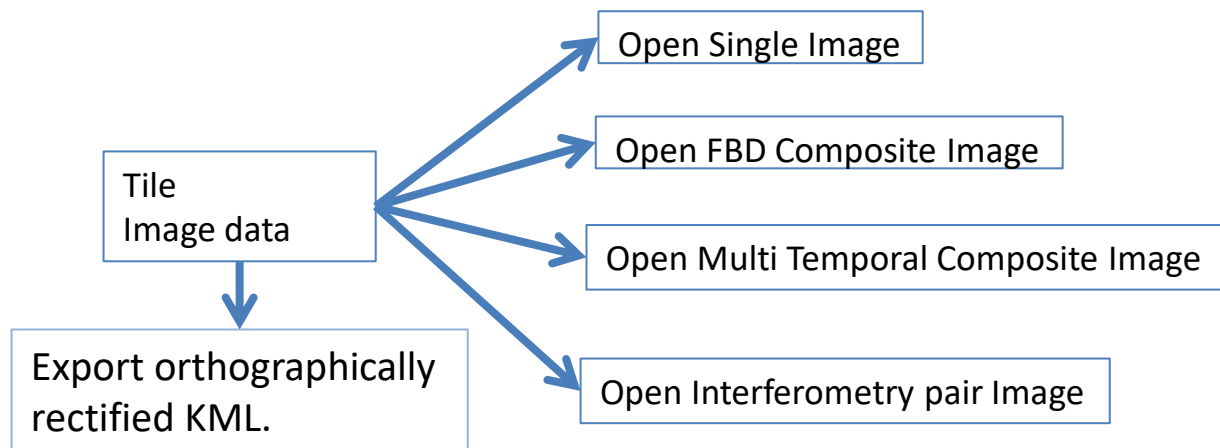 Open Single Image
Open FBD Composite Image
Tile
Image data
Open Multi Temporal Composite Image
Export orthographically
rectified KML.
Open Interferometry pair Image